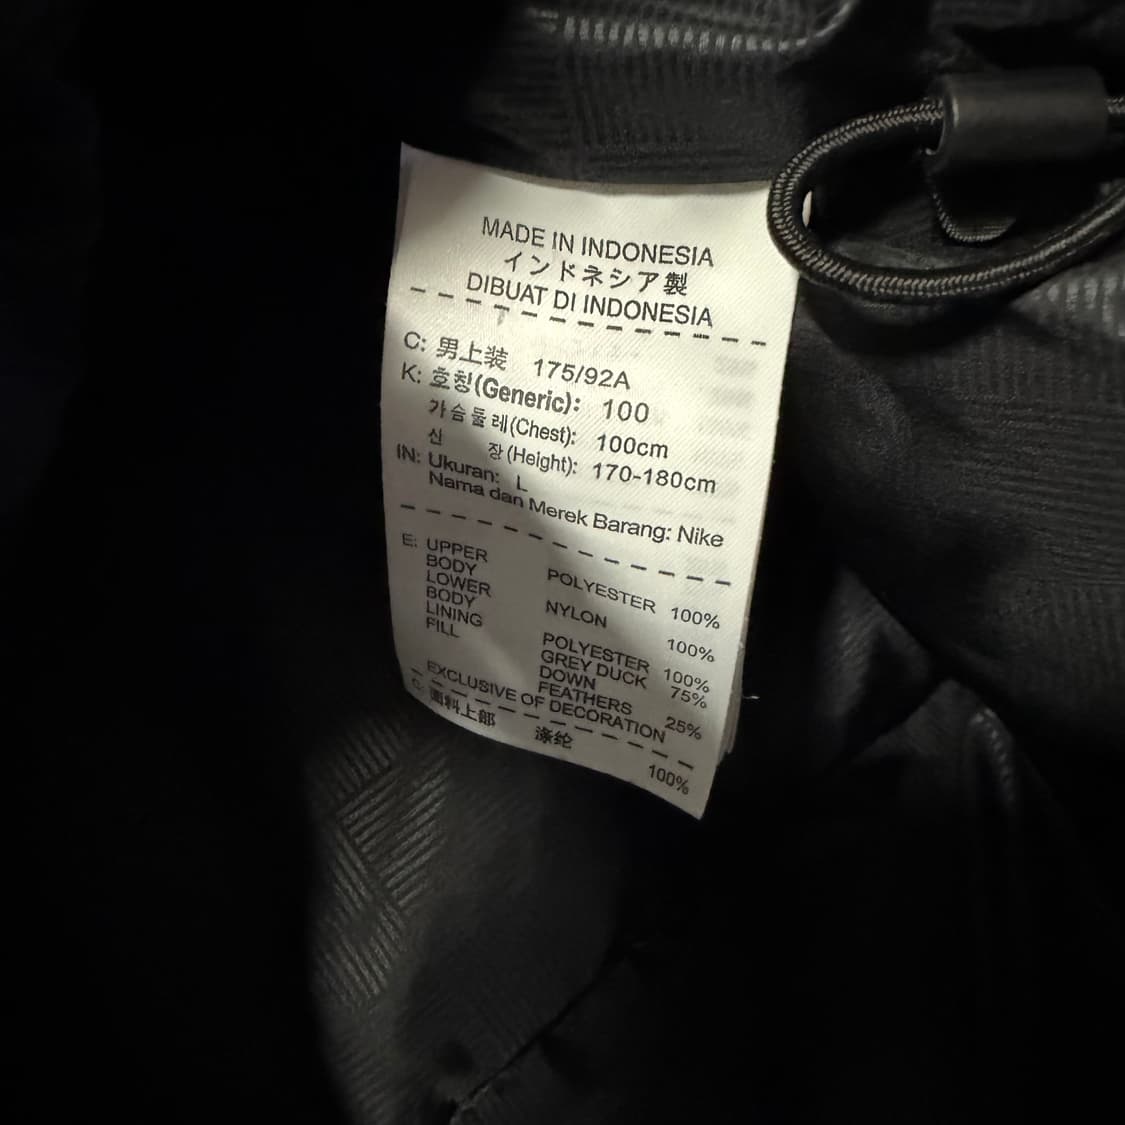 MADE IN INDONESIA
インドネシア製
DIBUAT DI INDONESIA
C: 男上装 175/92A
K: 호칭(Generic): 100
가슴둘레(Chest): 100cm
신 장(Height): 170-180cm
IN: Ukuran: L
Nama dan Merek Barang: Nike
E: UPPER
BODY POLYESTER 100%
LOWER
BODY NYLON 100%
LINING POLYESTER 100%
FILL GREY DUCK 75%
DOWN
FEATHERS 25%
EXCLUSIVE OF DECORATION
C: 面料上部 涤纶 100%